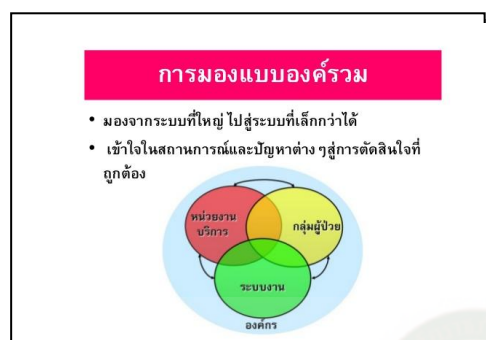 การมองแบบองค์รวม
• มองจากระบบที่ใหญ่ ไปสู่ระบบที่เล็กกว่าได้
• เข้าใจในสถานการณ์และปัญหาต่าง ๆสู่การตัดสินใจที่
ถูกต้อง
หน่วยงาน
บริการ
กลุ่มผู้ป่วย
ระบบงาน
องค์กร